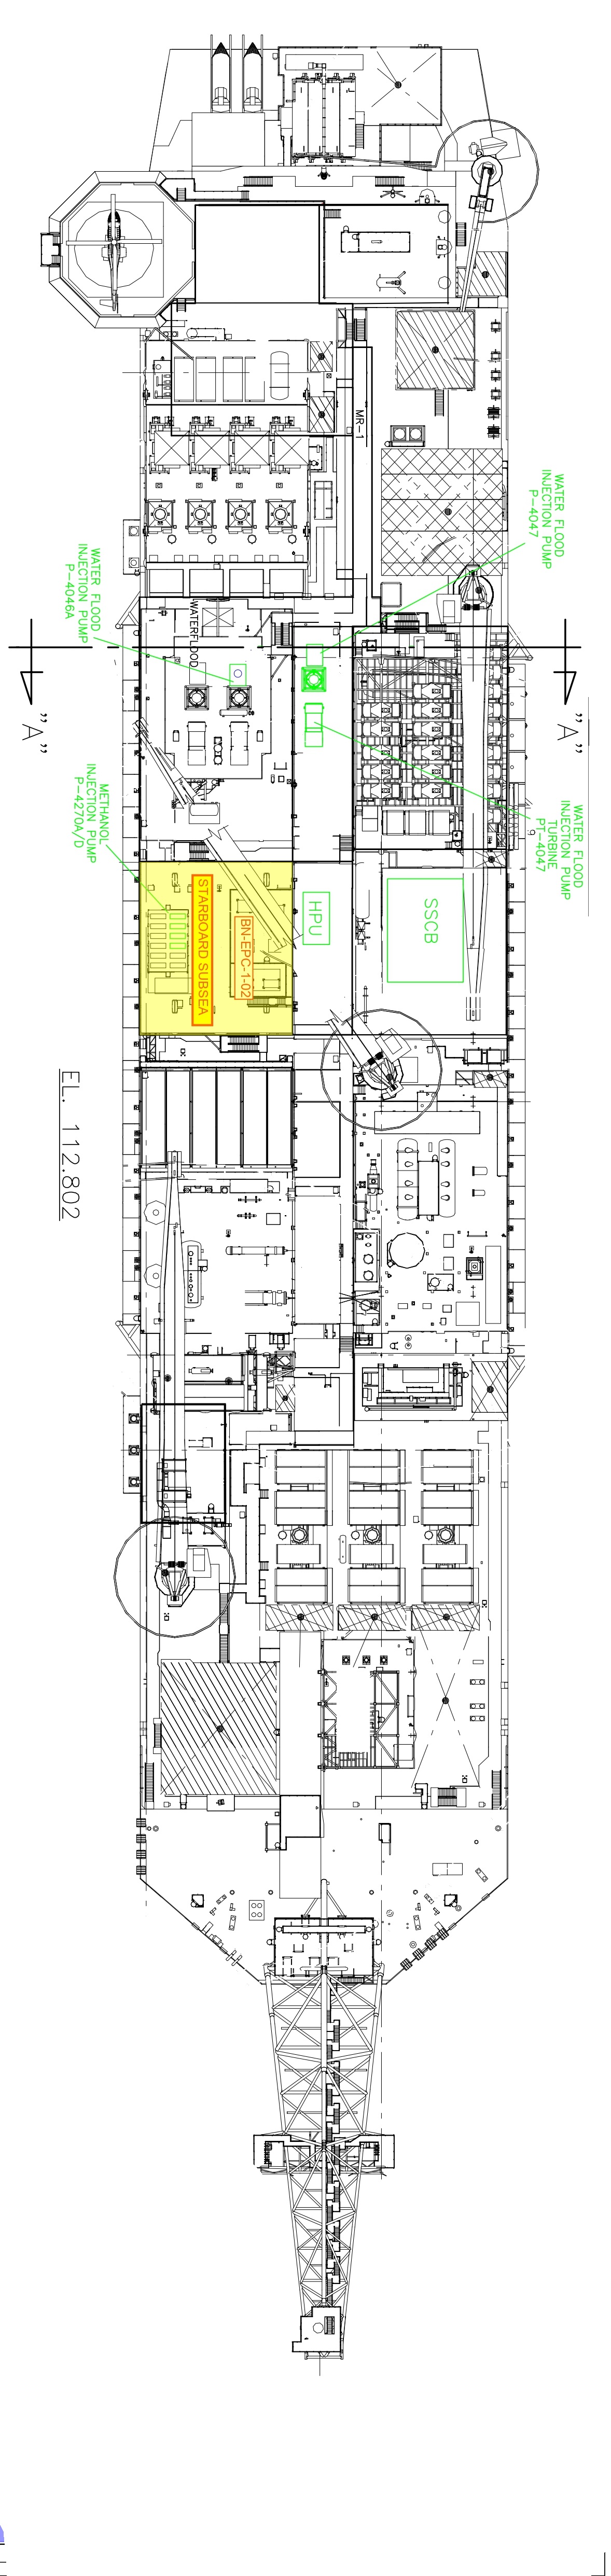 MR-1
WATER FLOOD
INJECTION PUMP
P-4047
WATER FLOOD
INJECTION PUMP
P-4046A
WATERFLOOD
"A"
"A"
WATER FLOOD
INJECTION PUMP
TURBINE
PT-4047
METHANOL
INJECTION PUMP
P-4270A/D
STARBOARD SUBSEA
BN-EPC-1-02
HPU
SSCB
EL. 112.802